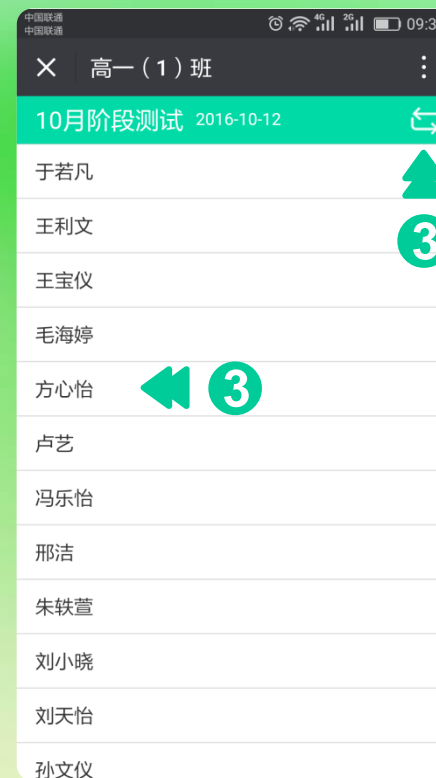 中国联通
中国联通
4G 2G 09:3
高一（1）班
10月阶段测试 2016-10-12
于若凡
3
王利文
王宝仪
毛海婷
方心怡 3
卢艺
冯乐怡
邢洁
朱轶萱
刘小晓
刘天怡
孙文仪